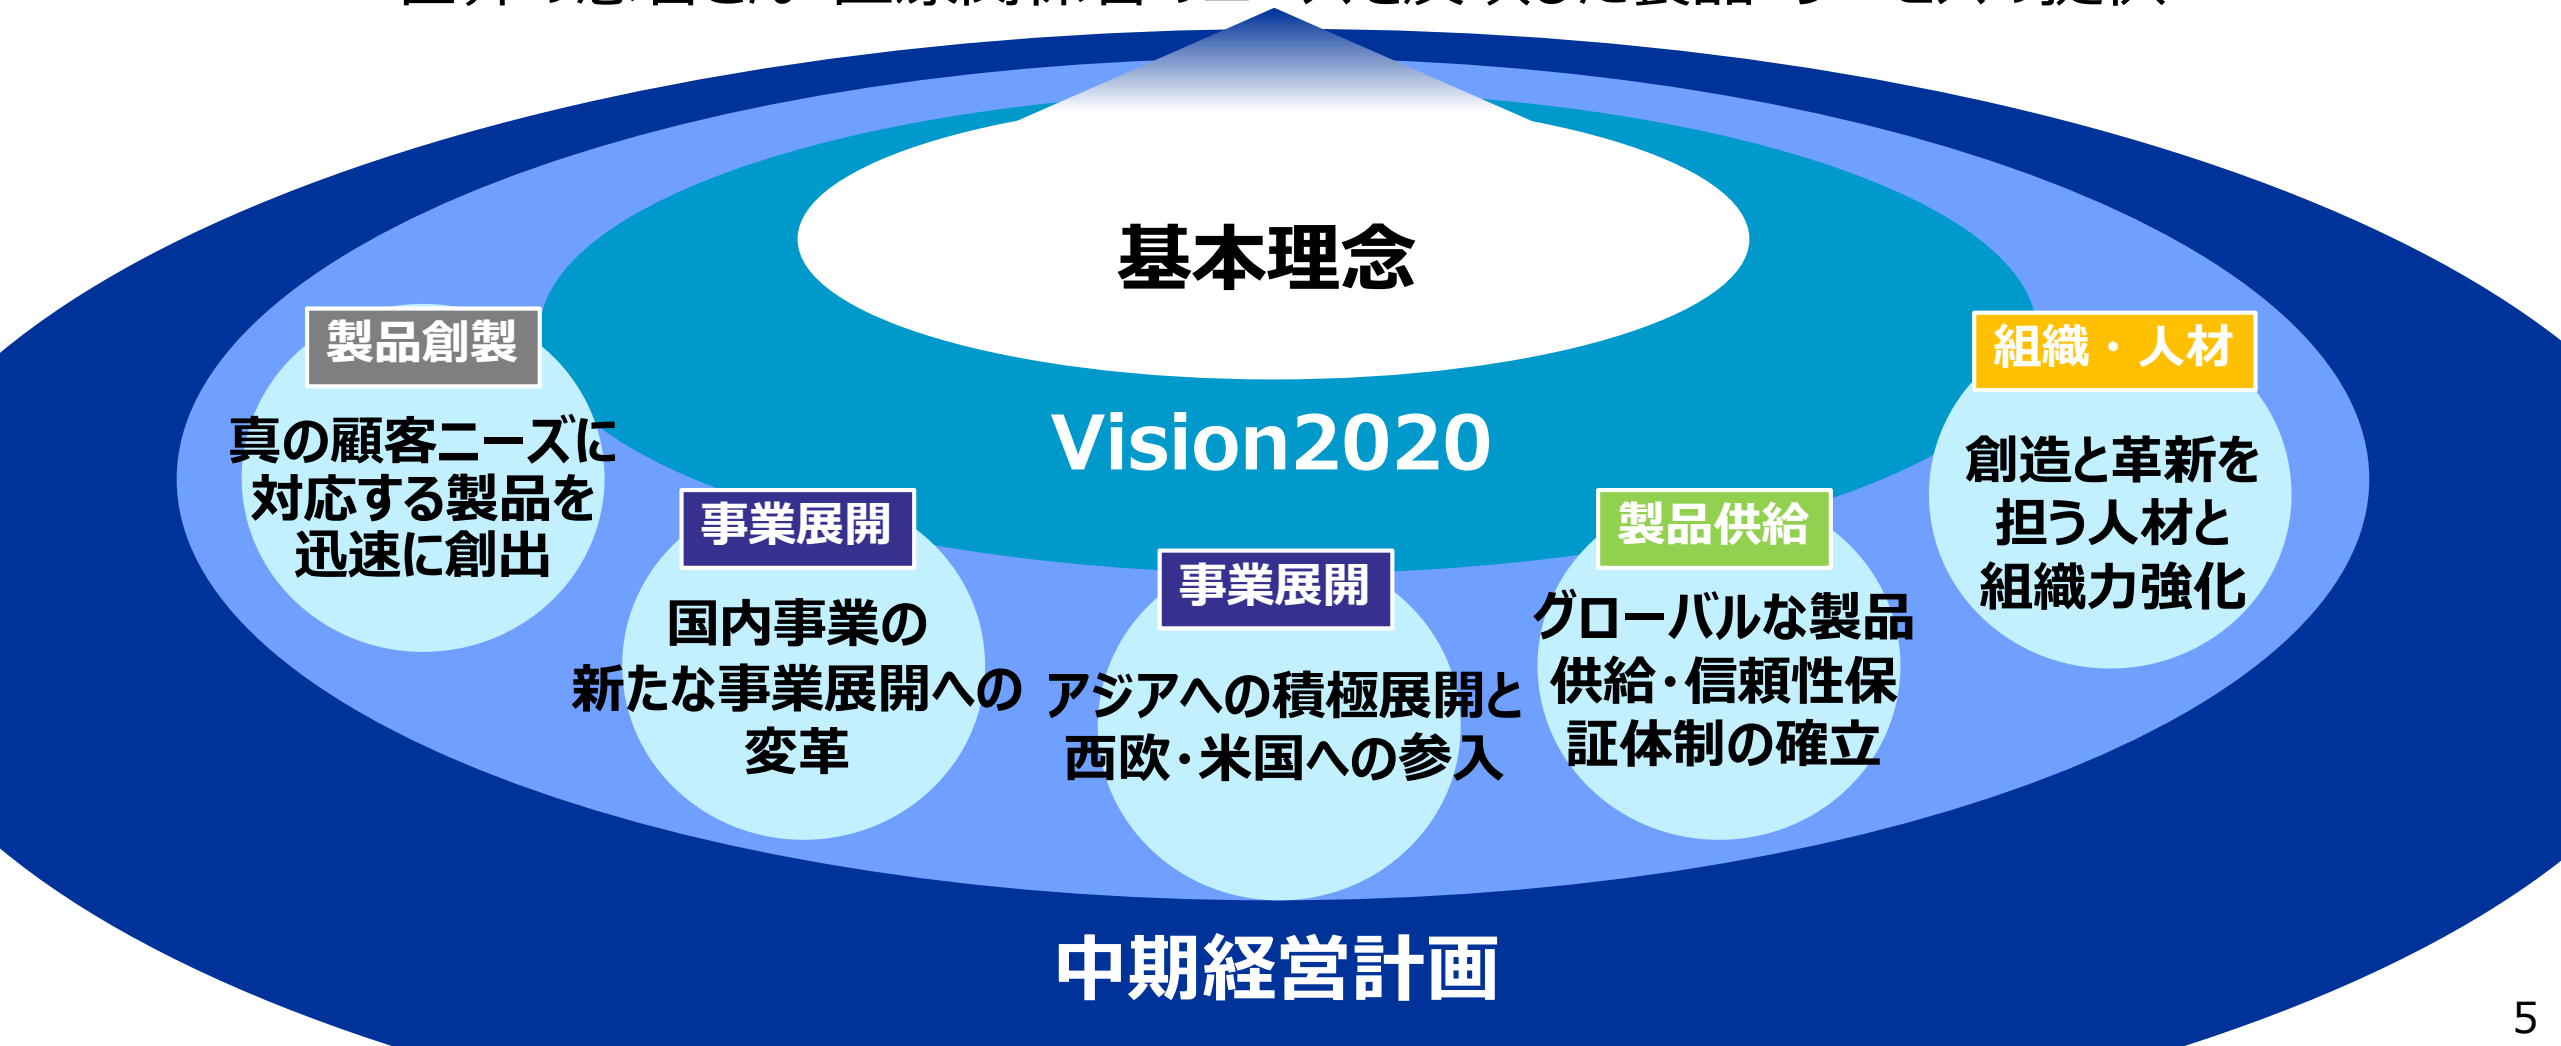 基本理念
Vision2020
製品創製
真の顧客ニーズに
対応する製品を
迅速に創出
事業展開
国内事業の
新たな事業展開への
変革
事業展開
アジアへの積極展開と
西欧・米国への参入
製品供給
グローバルな製品
供給・信頼性保
証体制の確立
組織・人材
創造と革新を
担う人材と
組織力強化
中期経営計画
5